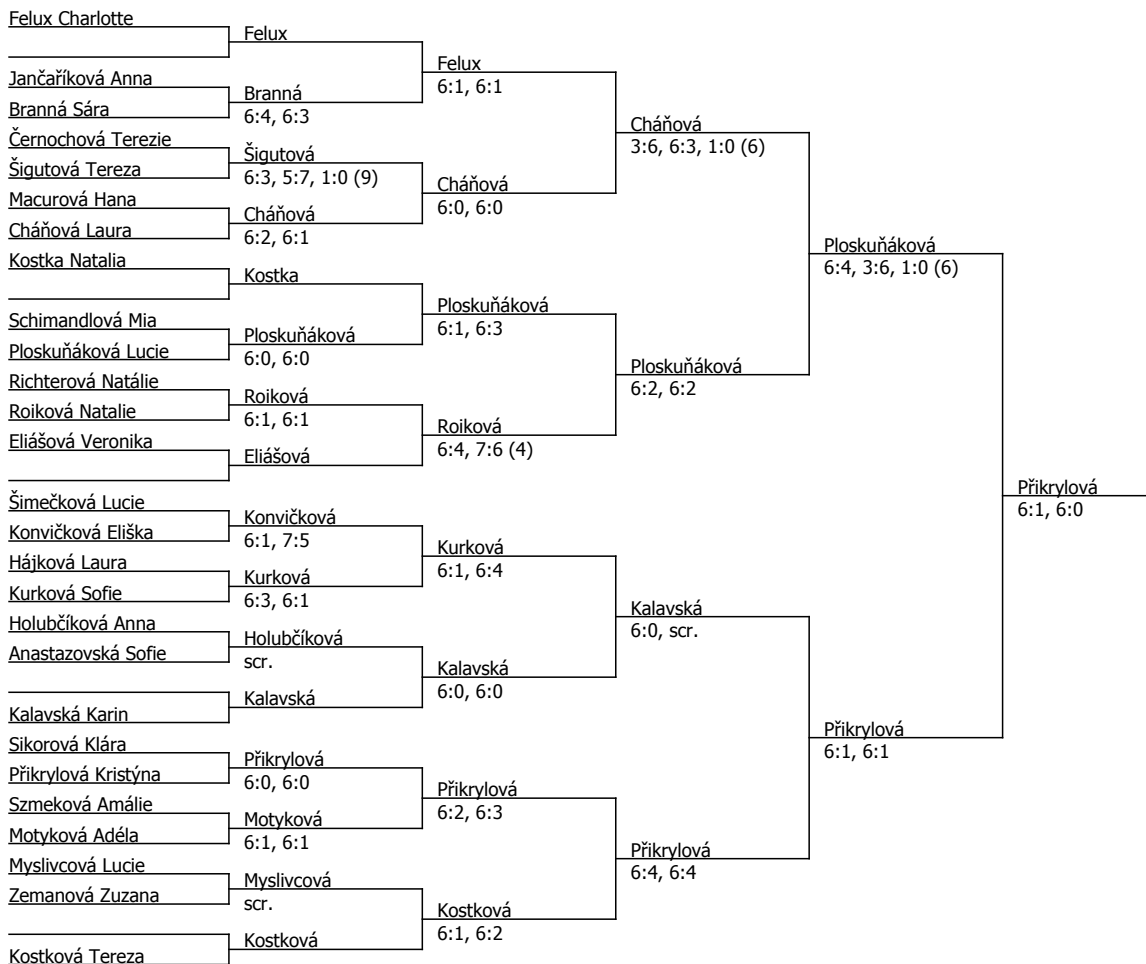 Felux Charlotte
Felux
Felux
6:1, 6:1
Jančaříková Anna
Branná
Branná Sára
6:4, 6:3
Cháňová
3:6, 6:3, 1:0 (6)
Černochová Terezie
Šigutová
Šigutová Tereza
6:3, 5:7, 1:0 (9)
Cháňová
6:0, 6:0
Macurová Hana
Cháňová
Cháňová Laura
6:2, 6:1
Ploskuňáková
6:4, 3:6, 1:0 (6)
Kostka Natalia
Kostka
Ploskuňáková
6:1, 6:3
Schimandlová Mia
Ploskuňáková
Ploskuňáková Lucie
6:0, 6:0
Ploskuňáková
6:2, 6:2
Richterová Natálie
Roiková
Roiková Natalie
6:1, 6:1
Roiková
6:4, 7:6 (4)
Eliášová Veronika
Eliášová
Přikrylová
6:1, 6:0
Šimečková Lucie
Konvičková
Konvičková Eliška
6:1, 7:5
Kurková
6:1, 6:4
Hájková Laura
Kurková
Kurková Sofie
6:3, 6:1
Kalavská
6:0, scr.
Holubčíková Anna
Holubčíková
Anastazovská Sofie
scr.
Kalavská
6:0, 6:0
Kalavská
Kalavská Karin
Přikrylová
6:1, 6:1
Sikorová Klára
Přikrylová
Přikrylová Kristýna
6:0, 6:0
Přikrylová
6:2, 6:3
Szmeková Amálie
Motyková
Motyková Adéla
6:1, 6:1
Přikrylová
6:4, 6:4
Myslivcová Lucie
Myslivcová
Zemanová Zuzana
scr.
Kostková
6:1, 6:2
Kostková
Kostková Tereza